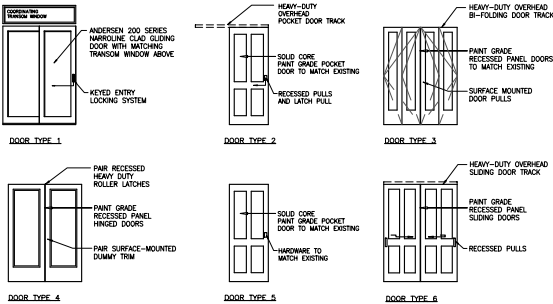 COORDINATING
TRANSOM WINDOW
ANDERSEN 200 SERIES
NARROLINE CLAD GLIDING
DOOR WITH MATCHING
TRANSOM WINDOW ABOVE
KEYED ENTRY
LOCKING SYSTEM
DOOR TYPE 1
HEAVY-DUTY
OVERHEAD
POCKET DOOR TRACK
SOLID CORE
PAINT GRADE POCKET
DOOR TO MATCH EXISTING
RECESSED PULLS
AND LATCH PULL
DOOR TYPE 2
HEAVY-DUTY OVERHEAD
BI-FOLDING DOOR TRACK
PAINT GRADE
RECESSED PANEL DOORS
TO MATCH EXISTING
SURFACE MOUNTED
DOOR PULLS
DOOR TYPE 3
PAIR RECESSED
HEAVY DUTY
ROLLER LATCHES
PAINT GRADE
RECESSED PANEL
HINGED DOORS
PAIR SURFACE-MOUNTED
DUMMY TRIM
DOOR TYPE 4
SOLID CORE
PAINT GRADE POCKET
DOOR TO MATCH EXISTING
HARDWARE TO
MATCH EXISTING
DOOR TYPE 5
HEAVY-DUTY OVERHEAD
SLIDING DOOR TRACK
PAINT GRADE
RECESSED PANEL
SLIDING DOORS
RECESSED PULLS
DOOR TYPE 6